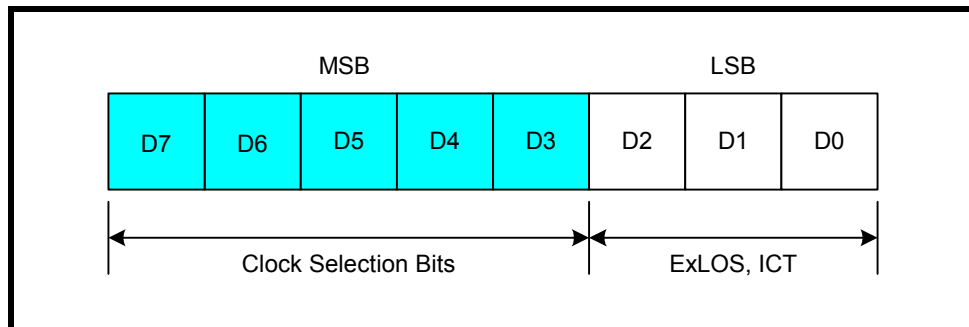 MSB LSB
D7 D6 D5 D4 D3 D2 D1 D0
Clock Selection Bits ExLOS, ICT